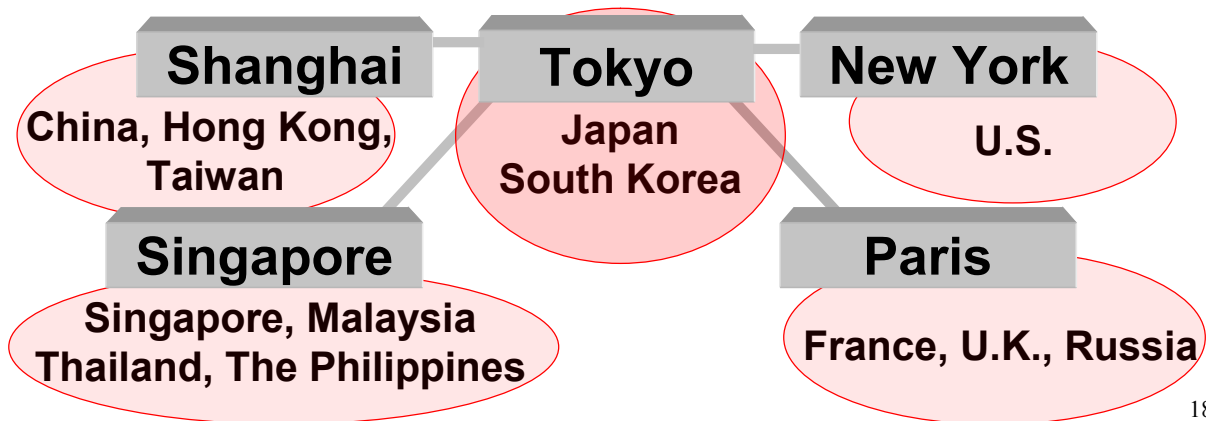 Shanghai
China, Hong Kong,
Taiwan
Tokyo
Japan
South Korea
New York
U.S.
Singapore
Singapore, Malaysia
Thailand, The Philippines
Paris
France, U.K., Russia
18